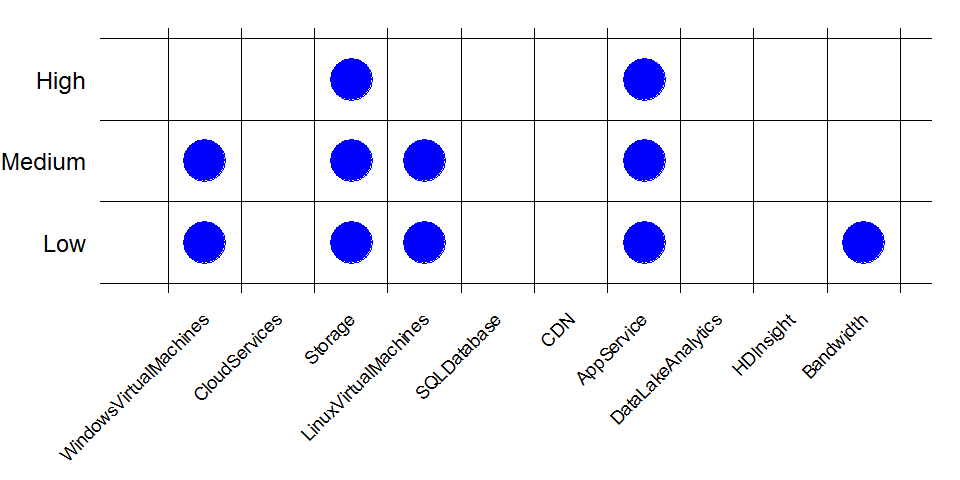 High
Medium
Low
WindowsVirtualMachines
CloudServices
Storage
LinuxVirtualMachines
SQLDatabase
CDN
AppService
DataLakeAnalytics
HDInsight
Bandwidth